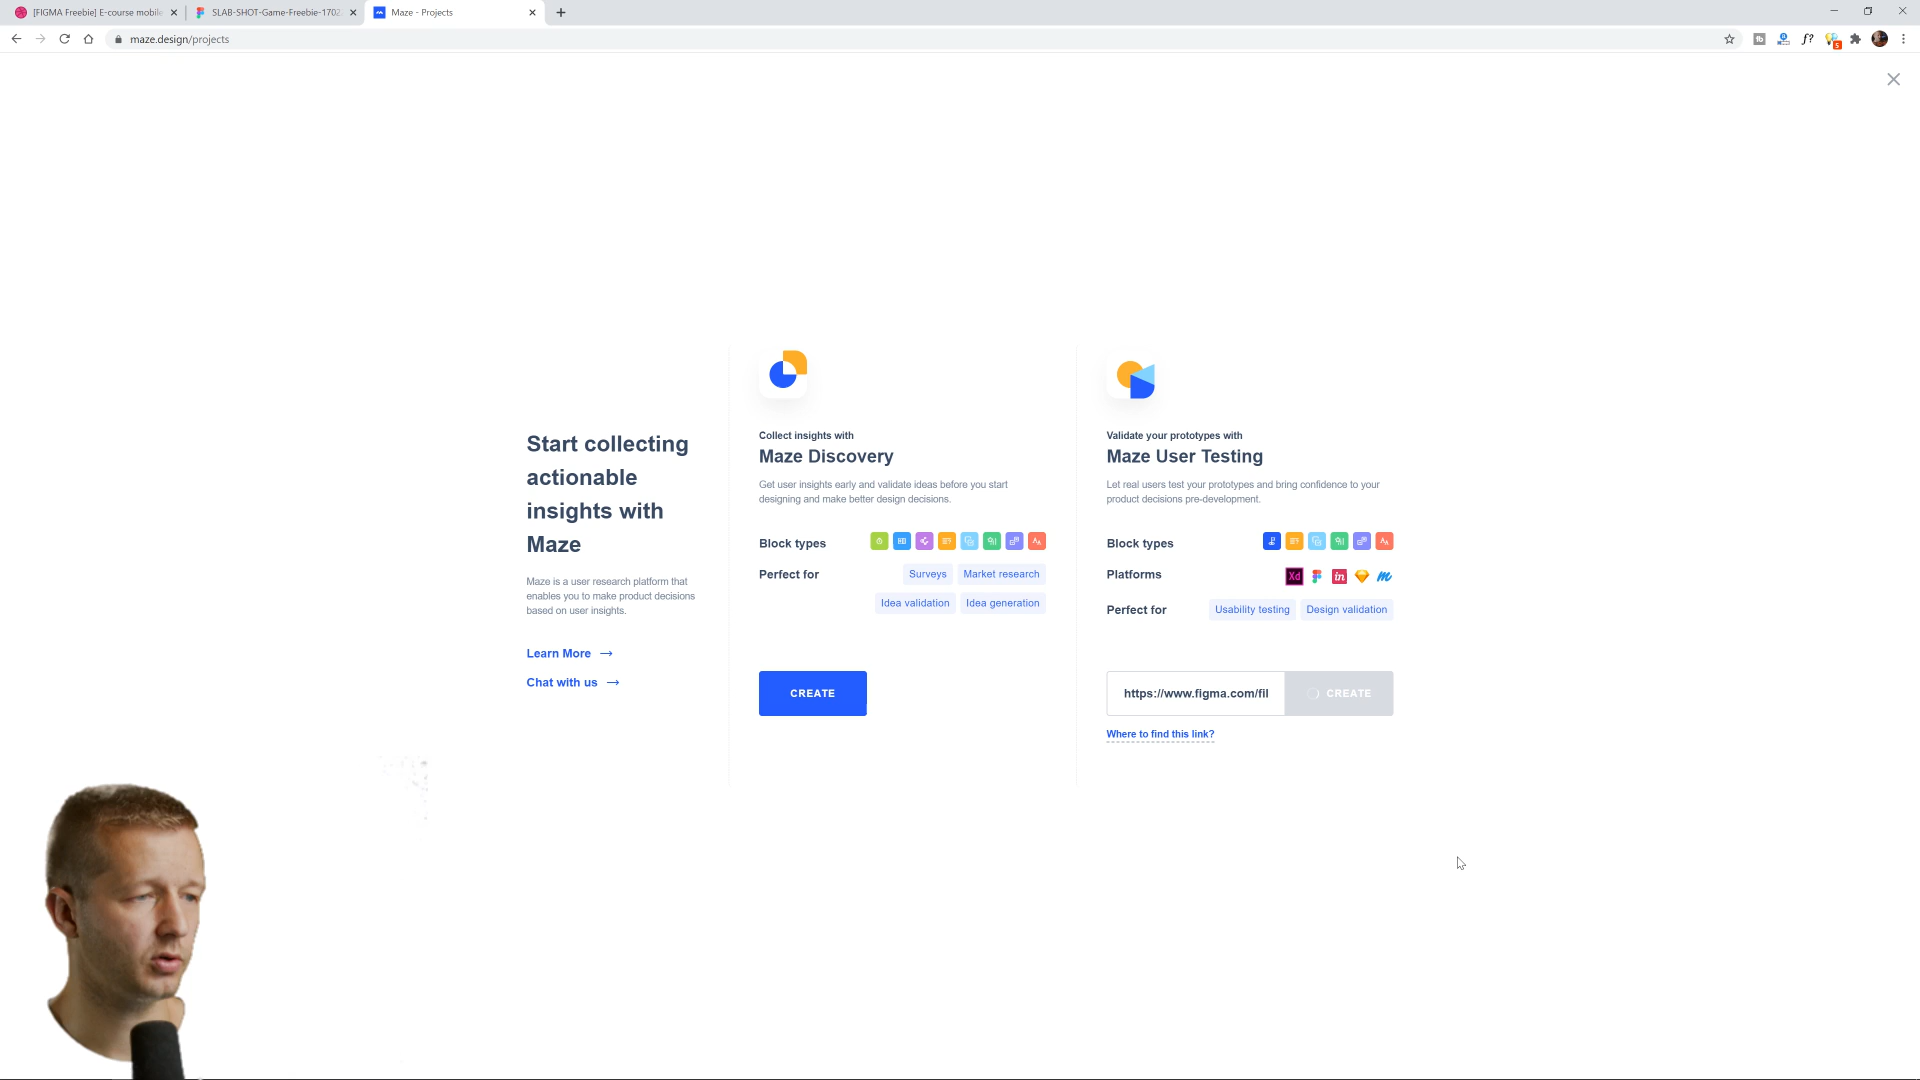 [FIGMA Freebie] E-course mobile
SLAB-SHOT-Game-Freebie-1702
Maze - Projects
maze.design/projects
f?
5
Start collecting
actionable
insights with
Maze
Maze is a user research platform that
enables you to make product decisions
based on user insights.
Learn More →
Chat with us →
Collect insights with
Maze Discovery
Get user insights early and validate ideas before you start
designing and make better design decisions.
Block types
Perfect for
Surveys
Market research
Idea validation
Idea generation
CREATE
Validate your prototypes with
Maze User Testing
Let real users test your prototypes and bring confidence to your
product decisions pre-development.
Block types
Platforms
Xd
in
Perfect for
Usability testing
Design validation
https://www.figma.com/fil
CREATE
Where to find this link?